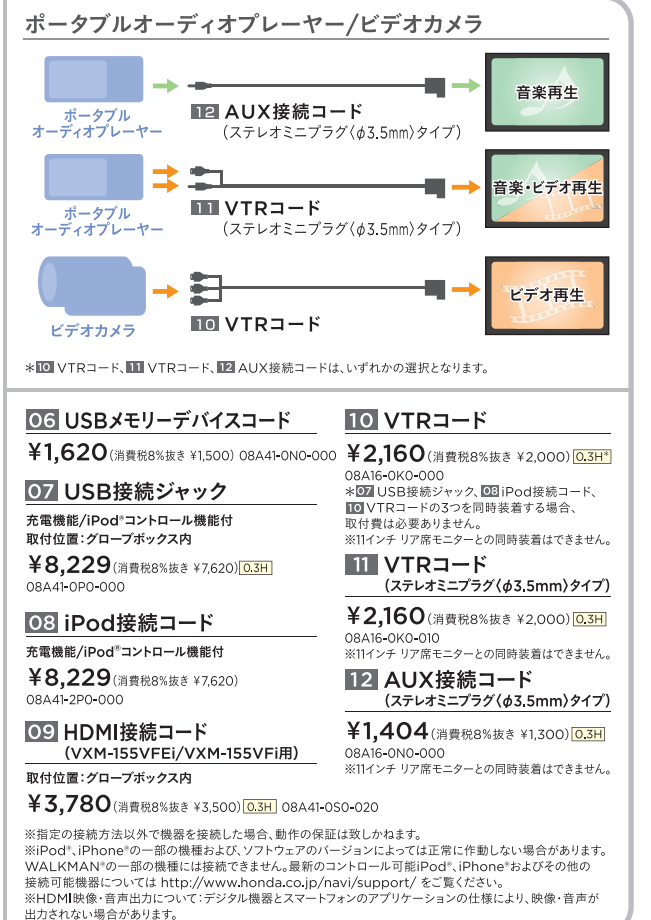 ポータブルオーディオプレーヤー/ビデオカメラ
ポータブル
オーディオプレーヤー
12 AUX接続コード
(ステレオミニプラグ〈φ3.5mm〉タイプ)
音楽再生
ポータブル
オーディオプレーヤー
11 VTRコード
(ステレオミニプラグ〈φ3.5mm〉タイプ)
音楽・ビデオ再生
ビデオカメラ
10 VTRコード
ビデオ再生
＊10 VTRコード、11 VTRコード、12 AUX接続コードは、いずれかの選択となります。
06 USBメモリーデバイスコード
¥1,620(消費税8%抜き ¥1,500) 08A41-0N0-000
07 USB接続ジャック
充電機能/iPod®コントロール機能付
取付位置：グローブボックス内
¥8,229(消費税8%抜き ¥7,620) 0.3H
08A41-0P0-000
08 iPod接続コード
充電機能/iPod®コントロール機能付
¥8,229(消費税8%抜き ¥7,620)
08A41-2P0-000
09 HDMI接続コード
(VXM-155VFEi/VXM-155VFi用)
取付位置：グローブボックス内
¥3,780(消費税8%抜き ¥3,500) 0.3H 08A41-0S0-020
10 VTRコード
¥2,160(消費税8%抜き ¥2,000) 0.3H*
08A16-0K0-000
＊07 USB接続ジャック、08 iPod接続コード、
10 VTRコードの3つを同時装着する場合、
取付費は必要ありません。
※11インチ リア席モニターとの同時装着はできません。
11 VTRコード
(ステレオミニプラグ〈φ3.5mm〉タイプ)
¥2,160(消費税8%抜き ¥2,000) 0.3H
08A16-0K0-010
※11インチ リア席モニターとの同時装着はできません。
12 AUX接続コード
(ステレオミニプラグ〈φ3.5mm〉タイプ)
¥1,404(消費税8%抜き ¥1,300) 0.3H
08A16-0N0-000
※11インチ リア席モニターとの同時装着はできません。
※指定の接続方法以外で機器を接続した場合、動作の保証は致しかねます。
※iPod®、iPhone®の一部の機種および、ソフトウェアのバージョンによっては正常に作動しない場合があります。
WALKMAN®の一部の機種には接続できません。最新のコントロール可能iPod®、iPhone®およびその他の
接続可能機器については http://www.honda.co.jp/navi/support/ をご覧ください。
※HDMI映像・音声出力について：デジタル機器とスマートフォンのアプリケーションの仕様により、映像・音声が
出力されない場合があります。